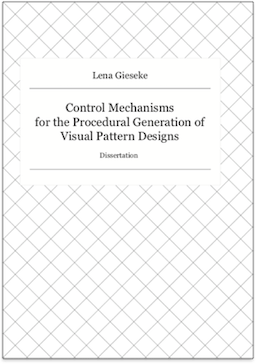 Lena Gieseke
Control Mechanisms
for the Procedural Generation of
Visual Pattern Designs
Dissertation